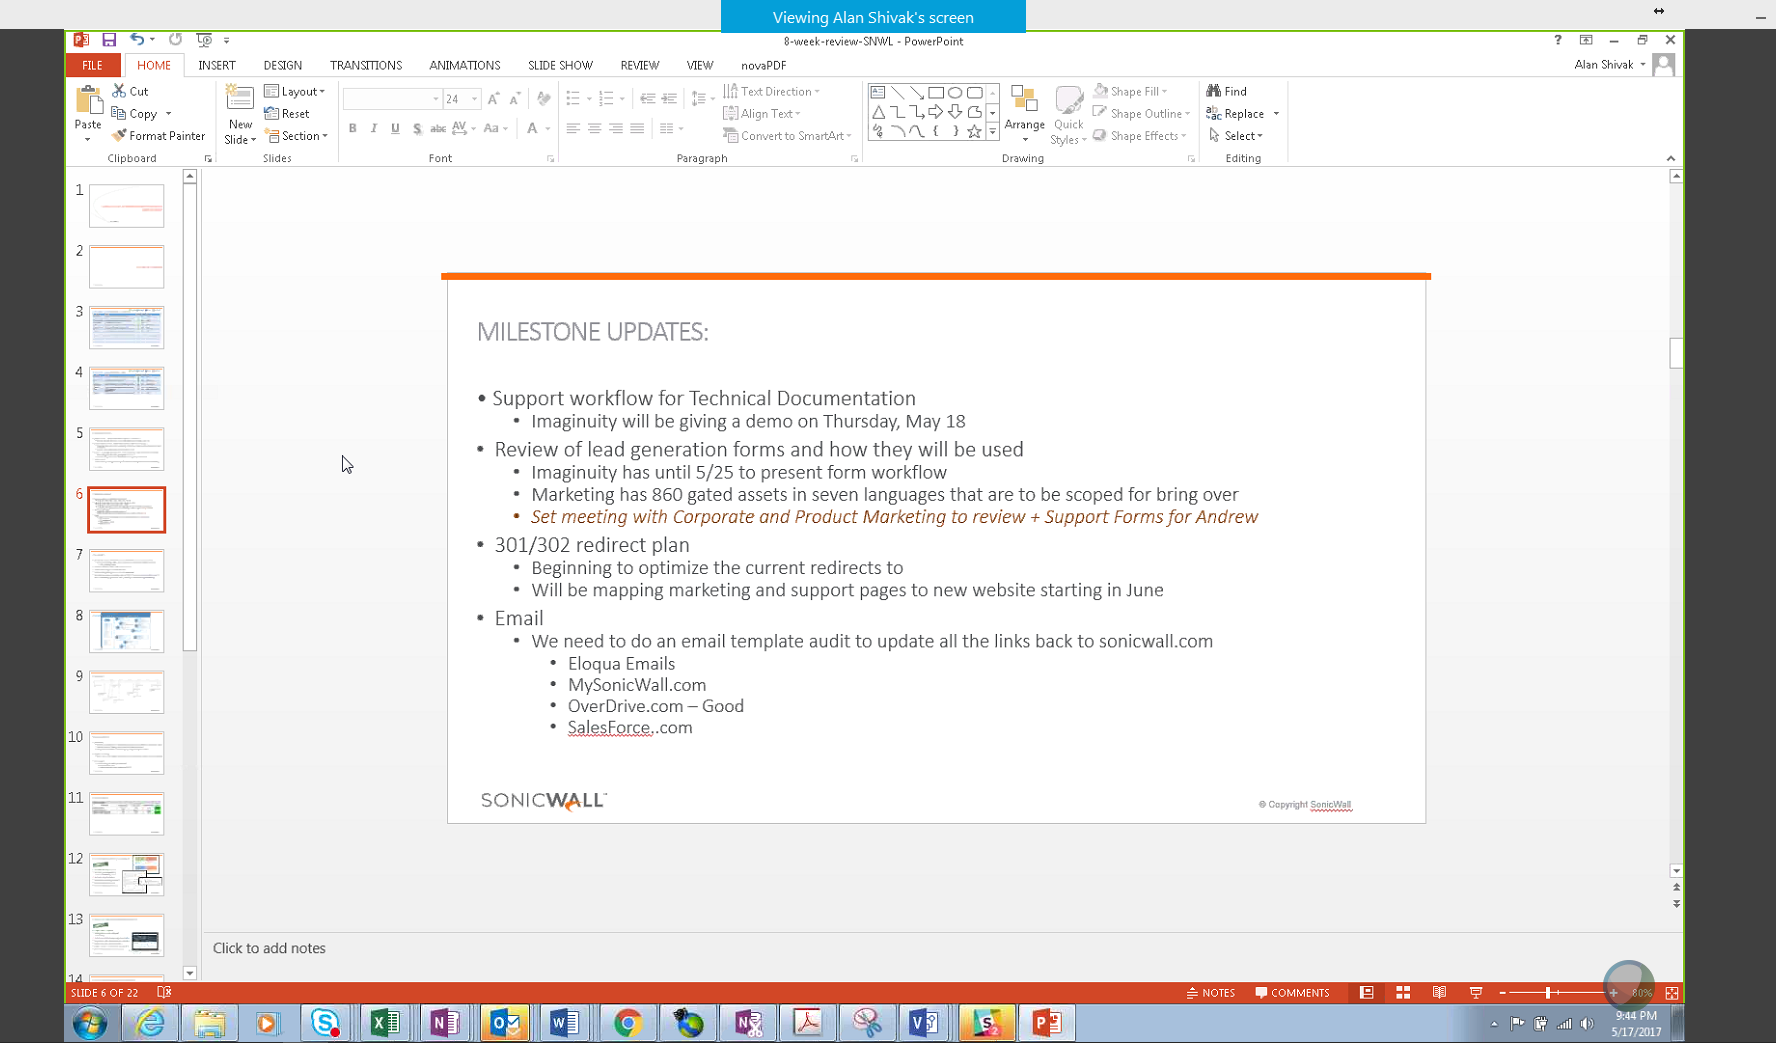 Viewing Alan Shivak's screen
8-week-review-SNWL - PowerPoint
FILE HOME INSERT DESIGN TRANSITIONS ANIMATIONS SLIDE SHOW REVIEW VIEW novaPDF
Alan Shivak
Paste
Cut
Copy
Format Painter
Clipboard
New
Slide
Layout
Reset
Section
Slides
24
B I U S abc AV Aa A
Font
Text Direction
Align Text
Convert to SmartArt
Paragraph
Arrange
Quick
Styles
Shape Fill
Shape Outline
Shape Effects
Drawing
Find
Replace
Select
Editing
1
2
3
4
5
6
7
8
9
10
11
12
13
14
MILESTONE UPDATES:
• Support workflow for Technical Documentation
• Imaginuity will be giving a demo on Thursday, May 18
• Review of lead generation forms and how they will be used
• Imaginuity has until 5/25 to present form workflow
• Marketing has 860 gated assets in seven languages that are to be scoped for bring over
• Set meeting with Corporate and Product Marketing to review + Support Forms for Andrew
• 301/302 redirect plan
• Beginning to optimize the current redirects to
• Will be mapping marketing and support pages to new website starting in June
• Email
• We need to do an email template audit to update all the links back to sonicwall.com
• Eloqua Emails
• MySonicWall.com
• OverDrive.com – Good
• SalesForce..com
SONICWALL™
© Copyright SonicWall
Click to add notes
SLIDE 6 OF 22
NOTES
COMMENTS
80%
9:44 PM
5/17/2017